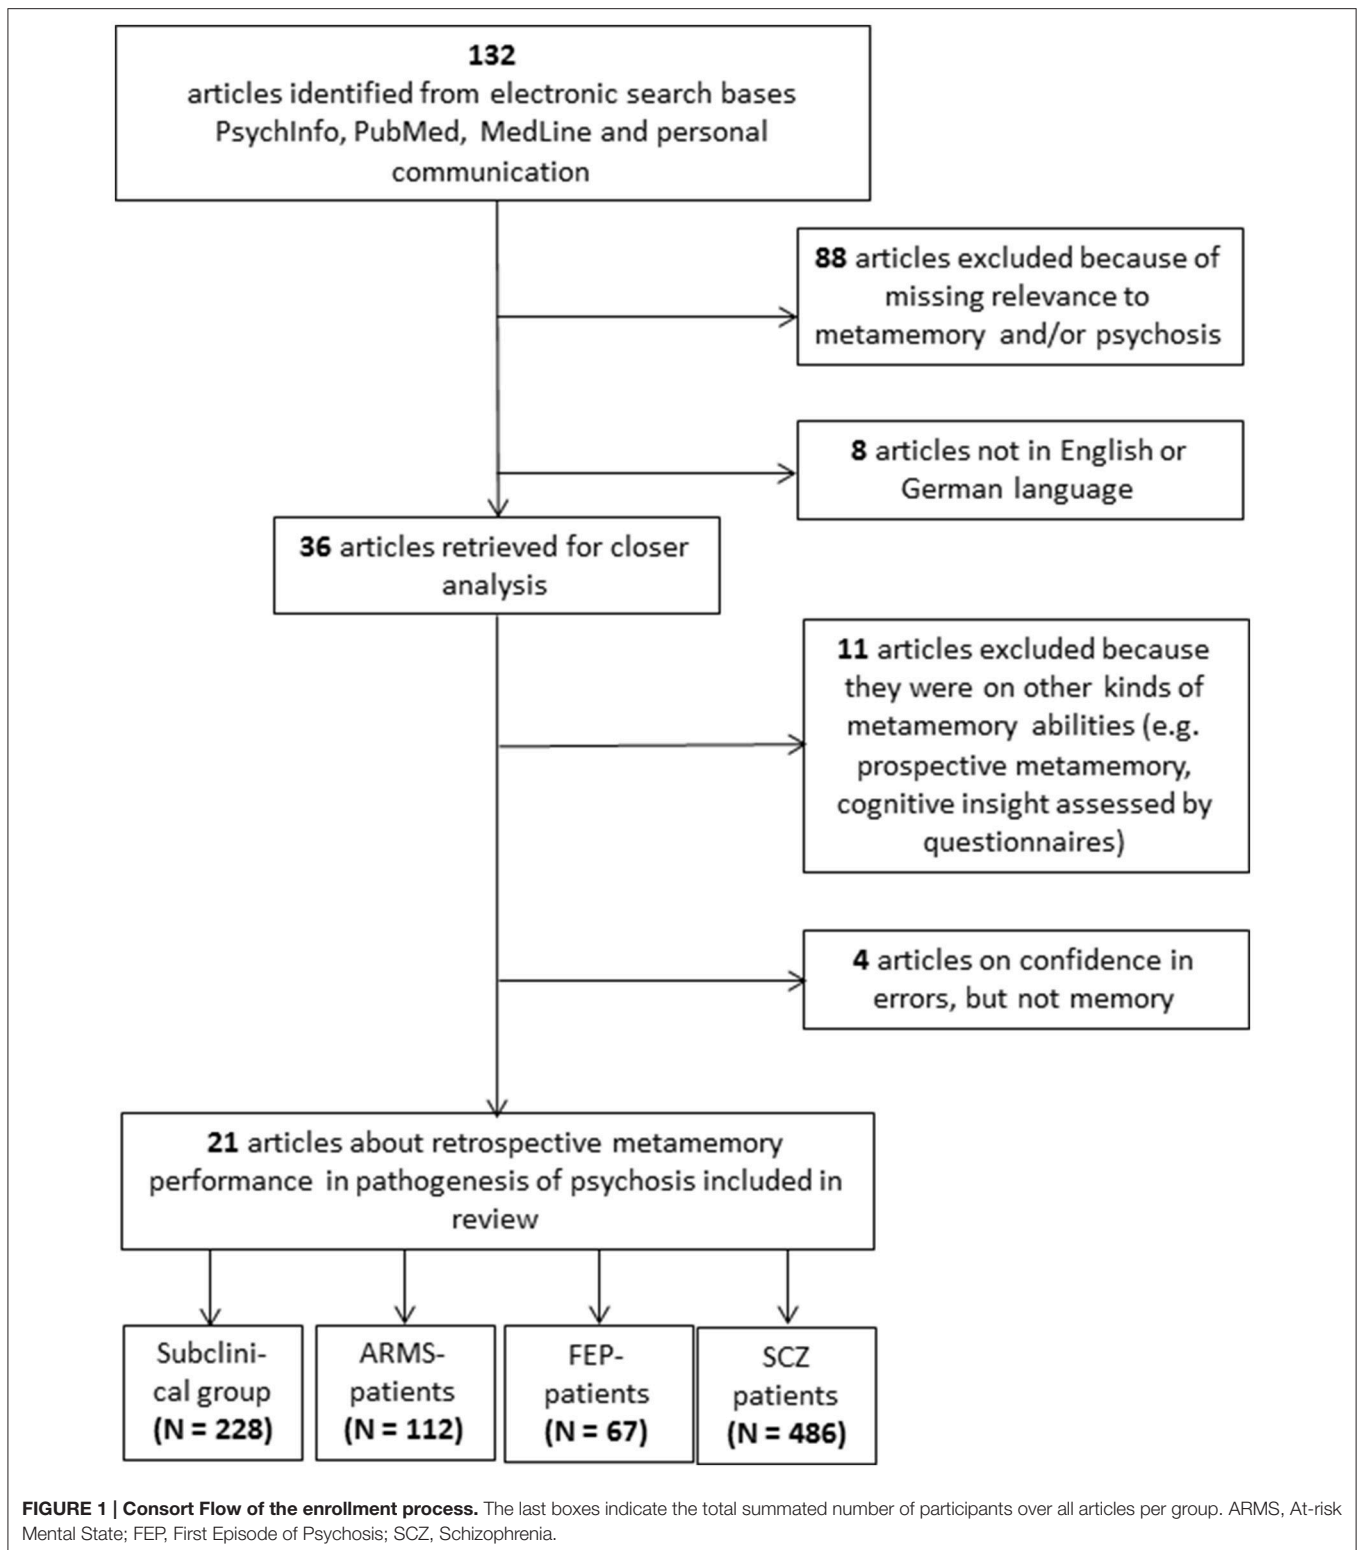 132
articles identified from electronic search bases
PsychInfo, PubMed, MedLine and personal
communication
88 articles excluded because of
missing relevance to
metamemory and/or psychosis
8 articles not in English or
German language
36 articles retrieved for closer
analysis
11 articles excluded because
they were on other kinds of
metamemory abilities (e.g.
prospective metamemory,
cognitive insight assessed by
questionnaires)
4 articles on confidence in
errors, but not memory
21 articles about retrospective metamemory
performance in pathogenesis of psychosis included in
review
Subclini-
cal group
(N = 228)
ARMS-
patients
(N = 112)
FEP-
patients
(N = 67)
SCZ
patients
(N = 486)
FIGURE 1 | Consort Flow of the enrollment process. The last boxes indicate the total summated number of participants over all articles per group. ARMS, At-risk
Mental State; FEP, First Episode of Psychosis; SCZ, Schizophrenia.